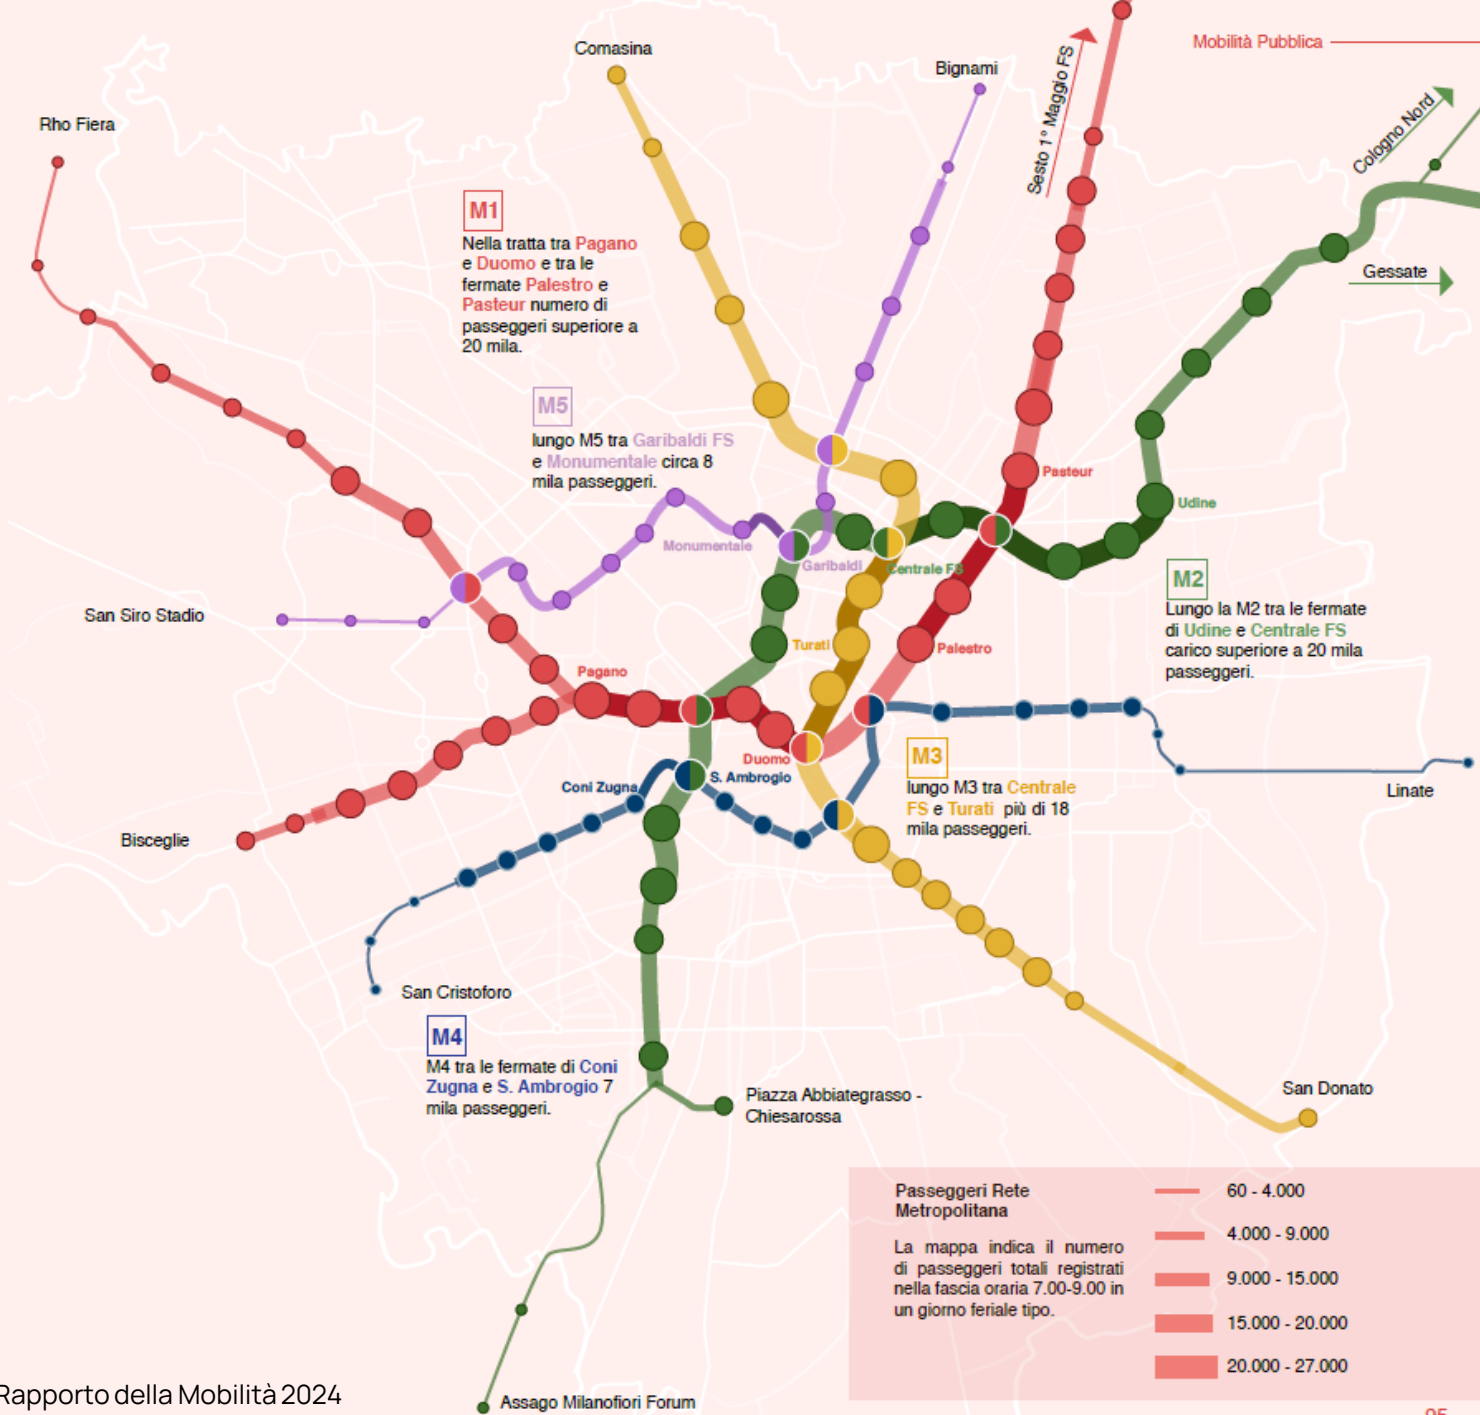 Mobilità Pubblica
Comasina
Bignami
Sesto 1° Maggio FS
Cologno Nord
Gessate
Rho Fiera
M1
Nella tratta tra Pagano
e Duomo e tra le
fermate Palestro e
Pasteur numero di
passeggeri superiore a
20 mila.
M5
lungo M5 tra Garibaldi FS
e Monumentale circa 8
mila passeggeri.
Pasteur
Udine
Monumentale
Garibaldi
Centrale FS
M2
Lungo la M2 tra le fermate
di Udine e Centrale FS
carico superiore a 20 mila
passeggeri.
San Siro Stadio
Turati
Palestro
Pagano
Duomo
S. Ambrogio
Coni Zugna
M3
lungo M3 tra Centrale
FS e Turati più di 18
mila passeggeri.
Linate
Bisceglie
San Cristoforo
M4
M4 tra le fermate di Coni
Zugna e S. Ambrogio 7
mila passeggeri.
Piazza Abbiategrasso -
Chiesarossa
San Donato
Passeggeri Rete
Metropolitana
La mappa indica il numero
di passeggeri totali registrati
nella fascia oraria 7.00-9.00 in
un giorno feriale tipo.
60 - 4.000
4.000 - 9.000
9.000 - 15.000
15.000 - 20.000
20.000 - 27.000
Rapporto della Mobilità 2024
Assago Milanofiori Forum